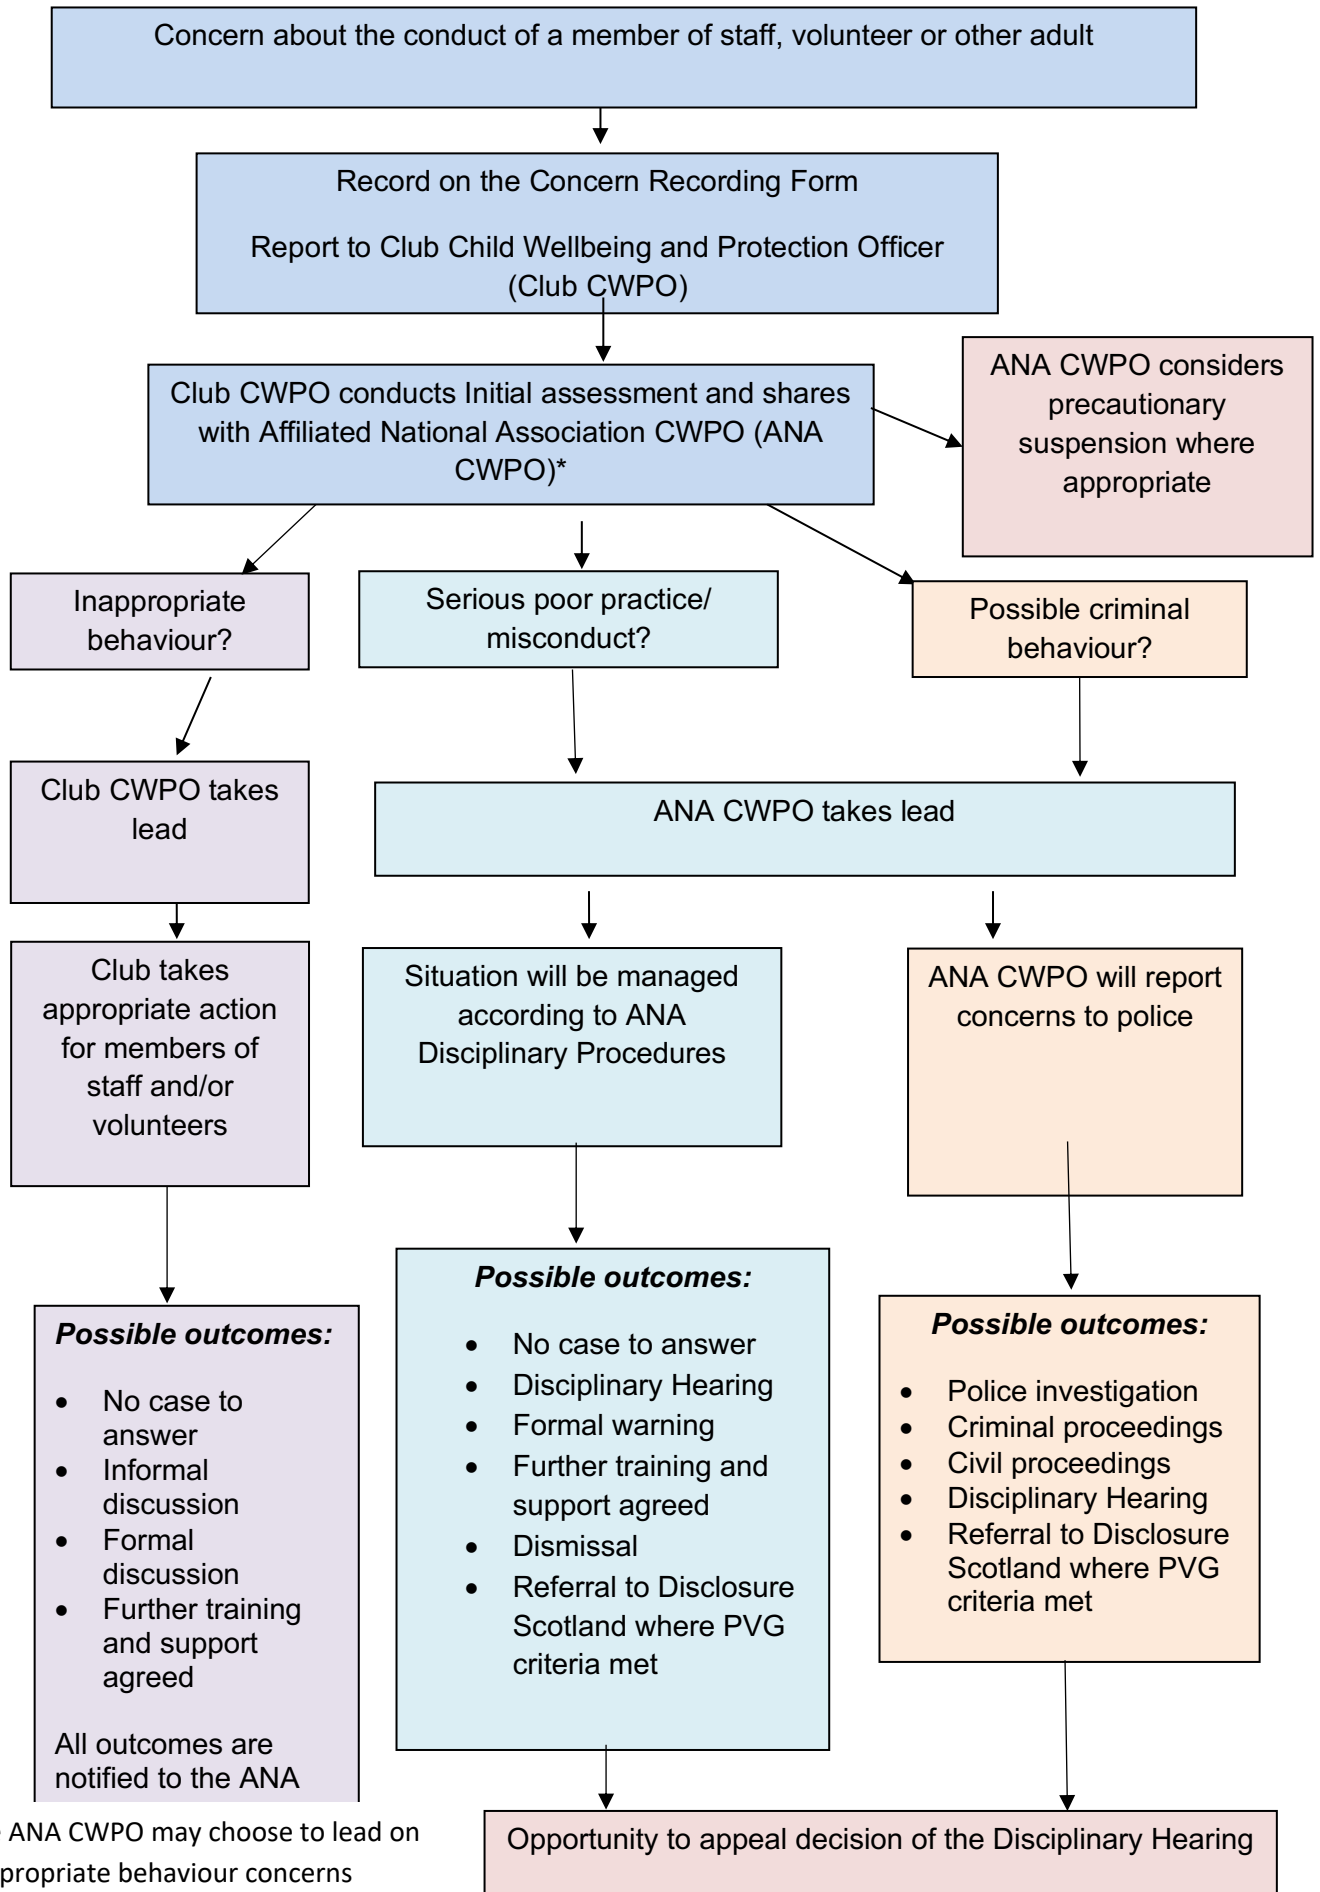 Concern about the conduct of a member of staff, volunteer or other adult
Record on the Concern Recording Form
Report to Club Child Wellbeing and Protection Officer
(Club CWPO)
Club CWPO conducts Initial assessment and shares
with Affiliated National Association CWPO (ANA
CWPO)*
ANA CWPO considers
precautionary
suspension where
appropriate
Inappropriate
behaviour?
Serious poor practice/
misconduct?
Possible criminal
behaviour?
Club CWPO takes
lead
ANA CWPO takes lead
Club takes
appropriate action
for members of
staff and/or
volunteers
Situation will be managed
according to ANA
Disciplinary Procedures
ANA CWPO will report
concerns to police
Possible outcomes:
• No case to
answer
• Informal
discussion
• Formal
discussion
• Further training
and support
agreed
All outcomes are
notified to the ANA
Possible outcomes:
• No case to answer
• Disciplinary Hearing
• Formal warning
• Further training and
support agreed
• Dismissal
• Referral to Disclosure
Scotland where PVG
criteria met
Possible outcomes:
• Police investigation
• Criminal proceedings
• Civil proceedings
• Disciplinary Hearing
• Referral to Disclosure
Scotland where PVG
criteria met
ANA CWPO may choose to lead on
propriate behaviour concerns
Opportunity to appeal decision of the Disciplinary Hearing